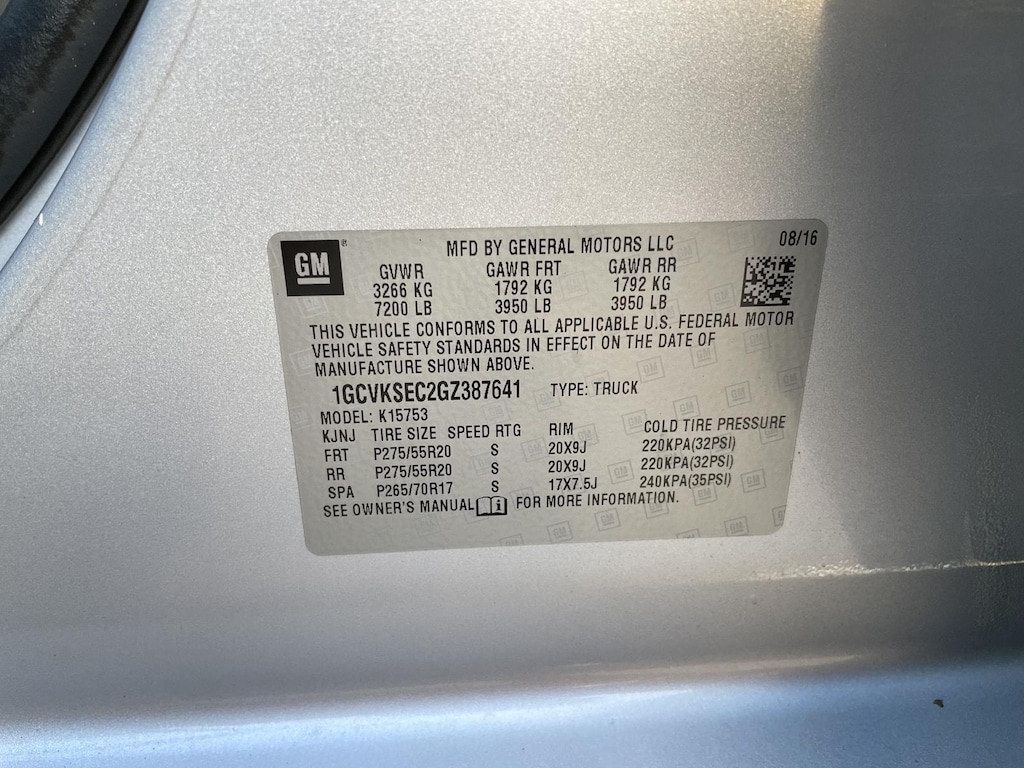 GM® MFD BY GENERAL MOTORS LLC 08/16
GVWR GAWR FRT GAWR RR
3266 KG 1792 KG 1792 KG
7200 LB 3950 LB 3950 LB
THIS VEHICLE CONFORMS TO ALL APPLICABLE U.S. FEDERAL MOTOR
VEHICLE SAFETY STANDARDS IN EFFECT ON THE DATE OF
MANUFACTURE SHOWN ABOVE.
1GCVKSEC2GZ387641 TYPE: TRUCK
MODEL: K15753
KJNJ TIRE SIZE SPEED RTG RIM COLD TIRE PRESSURE
FRT P275/55R20 S 20X9J 220KPA(32PSI)
RR P275/55R20 S 20X9J 220KPA(32PSI)
SPA P265/70R17 S 17X7.5J 240KPA(35PSI)
SEE OWNER'S MANUAL i FOR MORE INFORMATION.